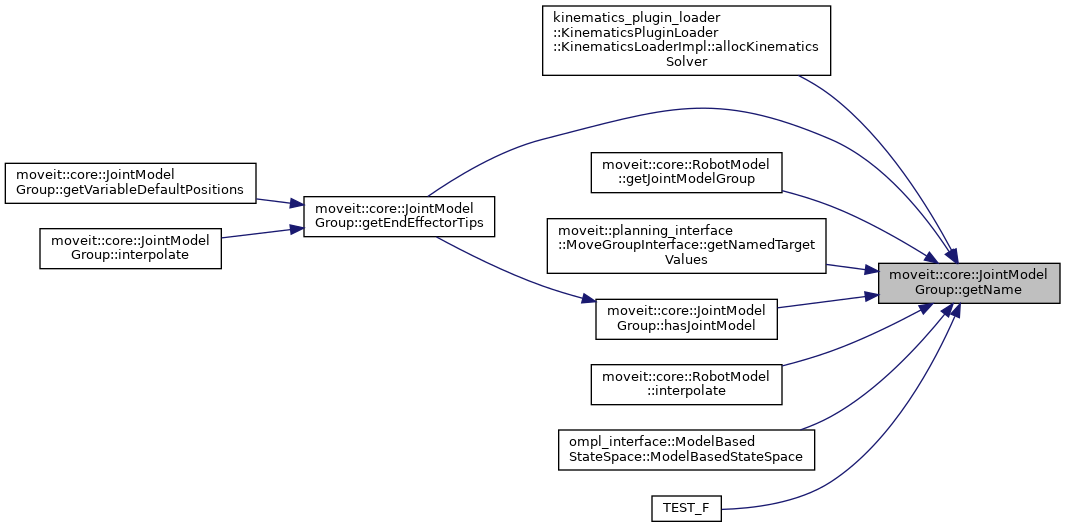 kinematics_plugin_loader
::KinematicsPluginLoader
::KinematicsLoaderImpl::allocKinematics
Solver
moveit::core::JointModel
Group::getVariableDefaultPositions
moveit::core::JointModel
Group::interpolate
moveit::core::JointModel
Group::getEndEffectorTips
moveit::core::RobotModel
::getJointModelGroup
moveit::planning_interface
::MoveGroupInterface::getNamedTarget
Values
moveit::core::JointModel
Group::hasJointModel
moveit::core::RobotModel
::interpolate
ompl_interface::ModelBased
StateSpace::ModelBasedStateSpace
TEST_F
moveit::core::JointModel
Group::getName